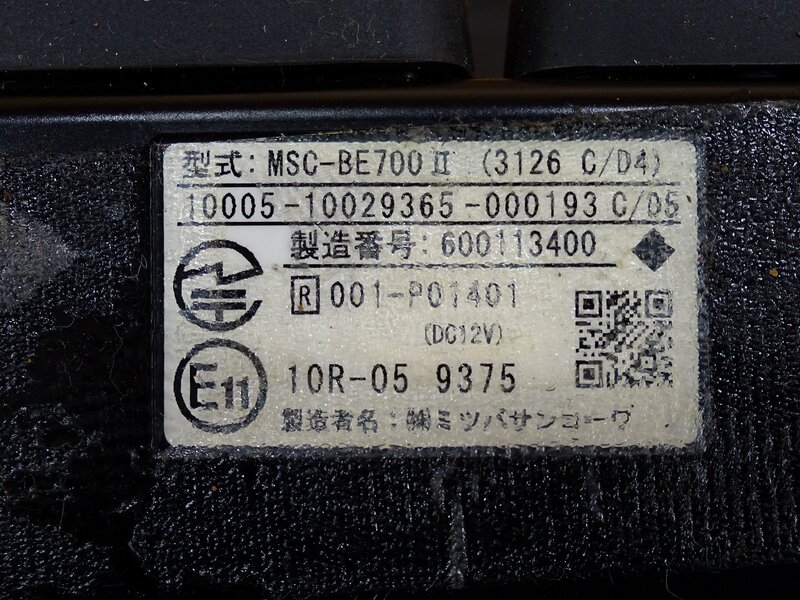 型式: MSC-BE700Ⅱ (3126 C/D4)
10005-10029365-000193 C/D5
製造番号: 600113400
R 001-P01401
(DC12V)
E11 10R-05 9375
製造者名: ㈱ミツバサンコーワ